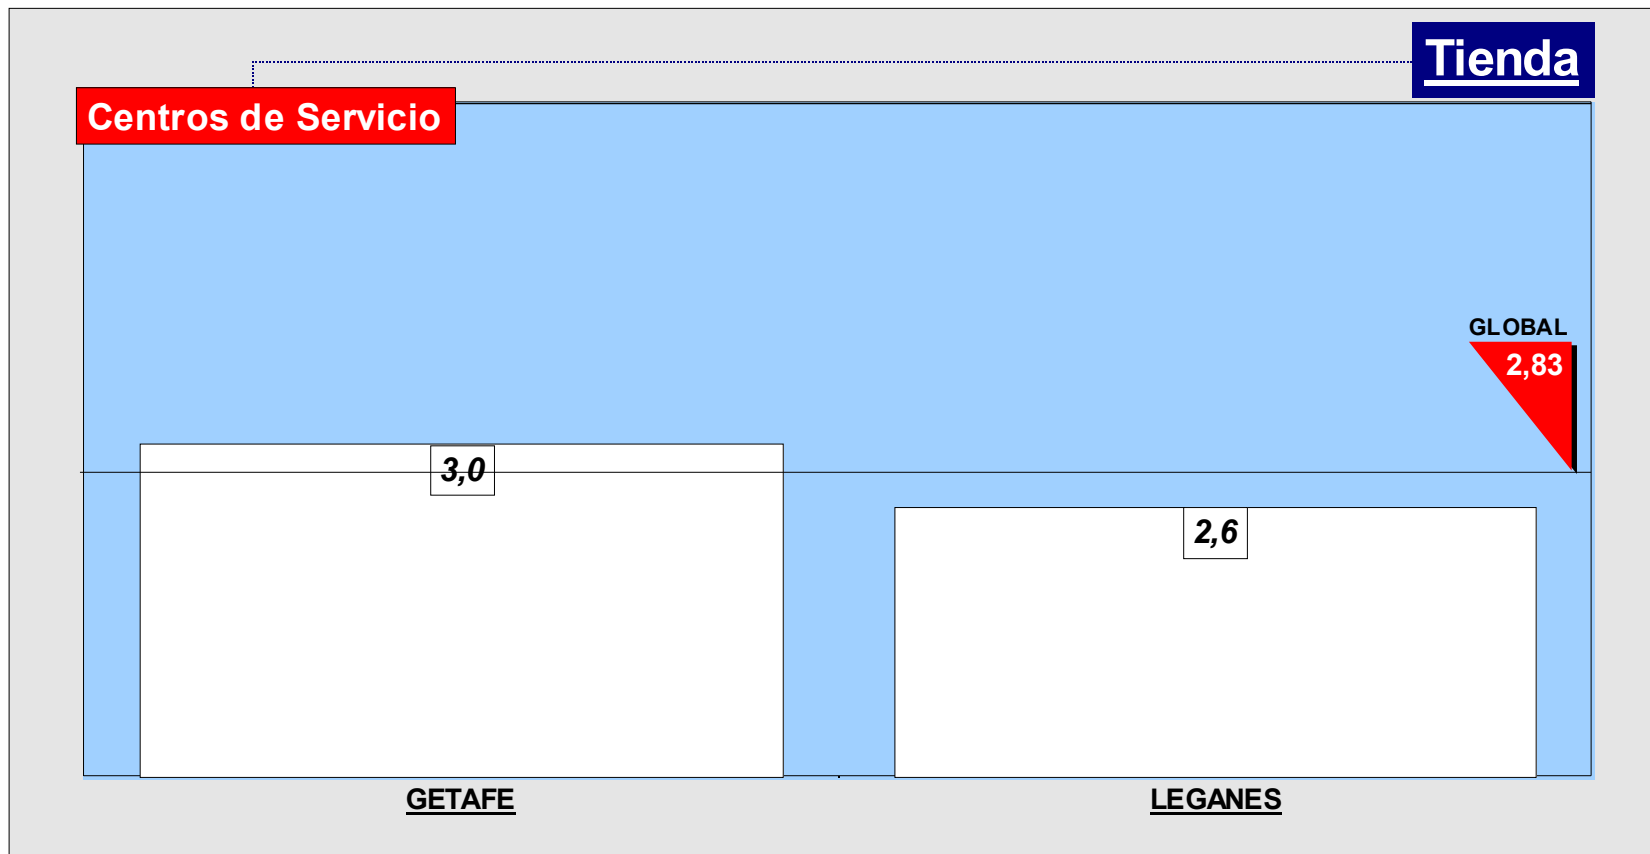 Tienda
Centros de Servicio
GLOBAL
2,83
3,0
2,6
GETAFE
LEGANES